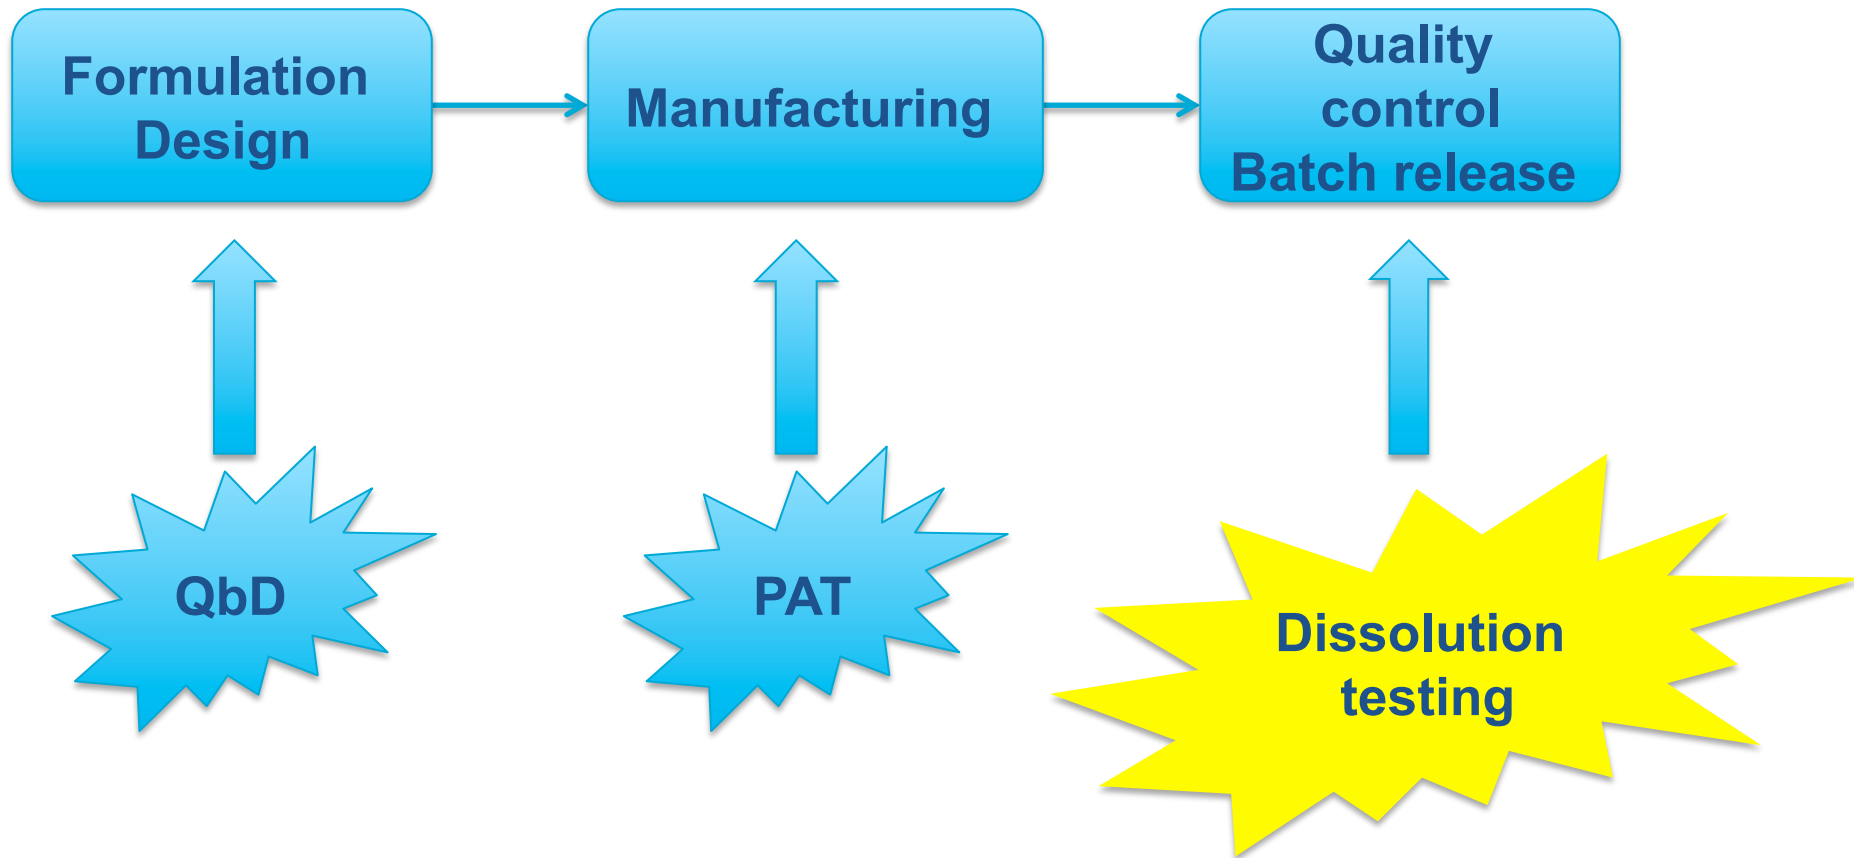 Formulation
Design
Manufacturing
Quality
control
Batch release
QbD
PAT
Dissolution
testing